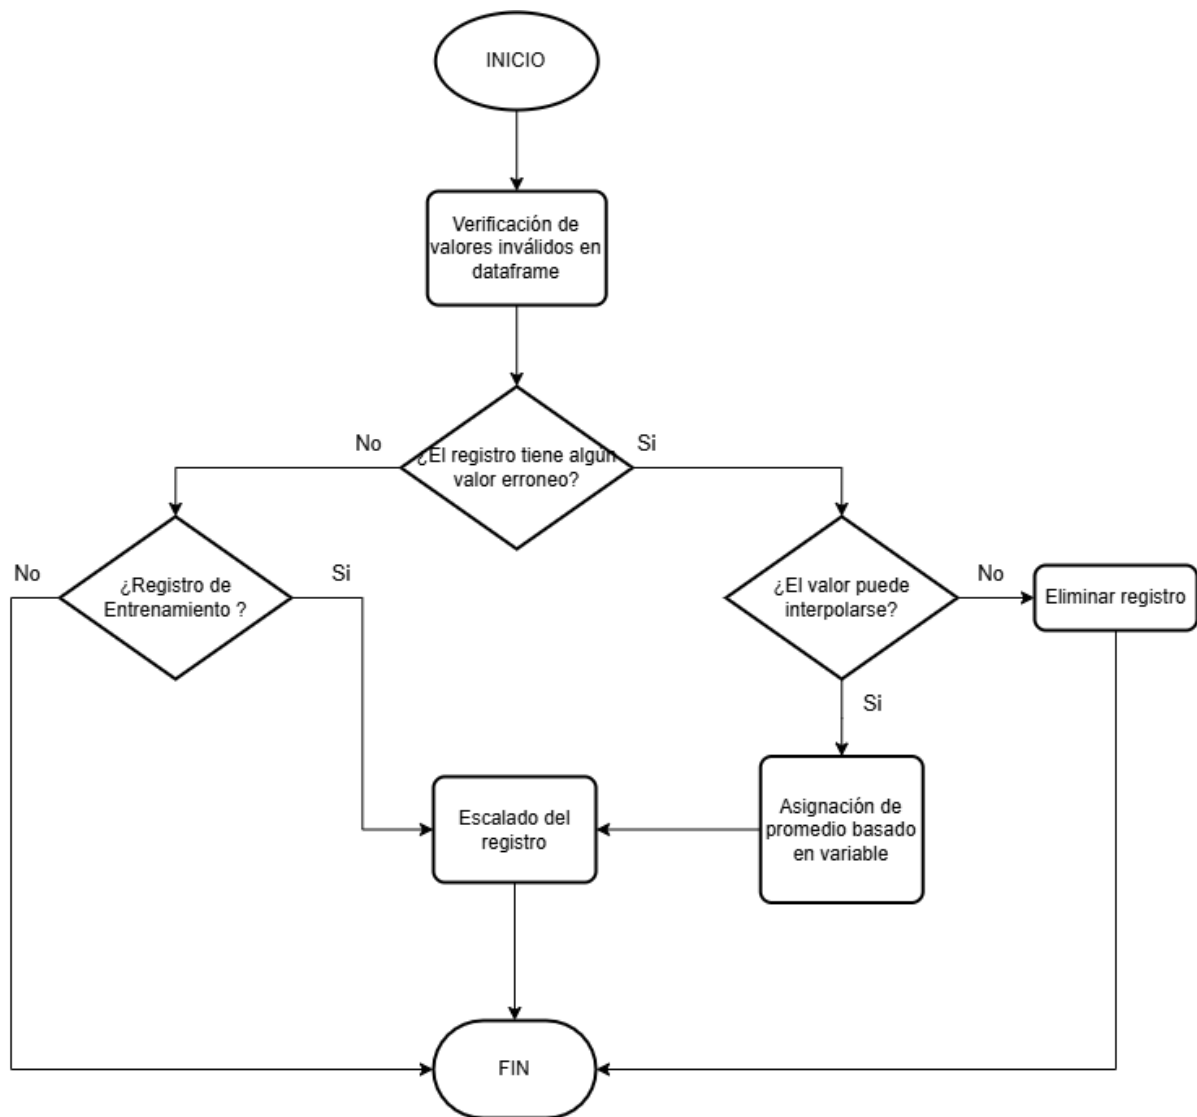 INICIO
Verificación de
valores inválidos en
dataframe
No
Si
¿El registro tiene algún
valor erroneo?
No
¿Registro de
Entrenamiento ?
Si
¿El valor puede
interpolarse?
No
Eliminar registro
Si
Escalado del
registro
Asignación de
promedio basado
en variable
FIN